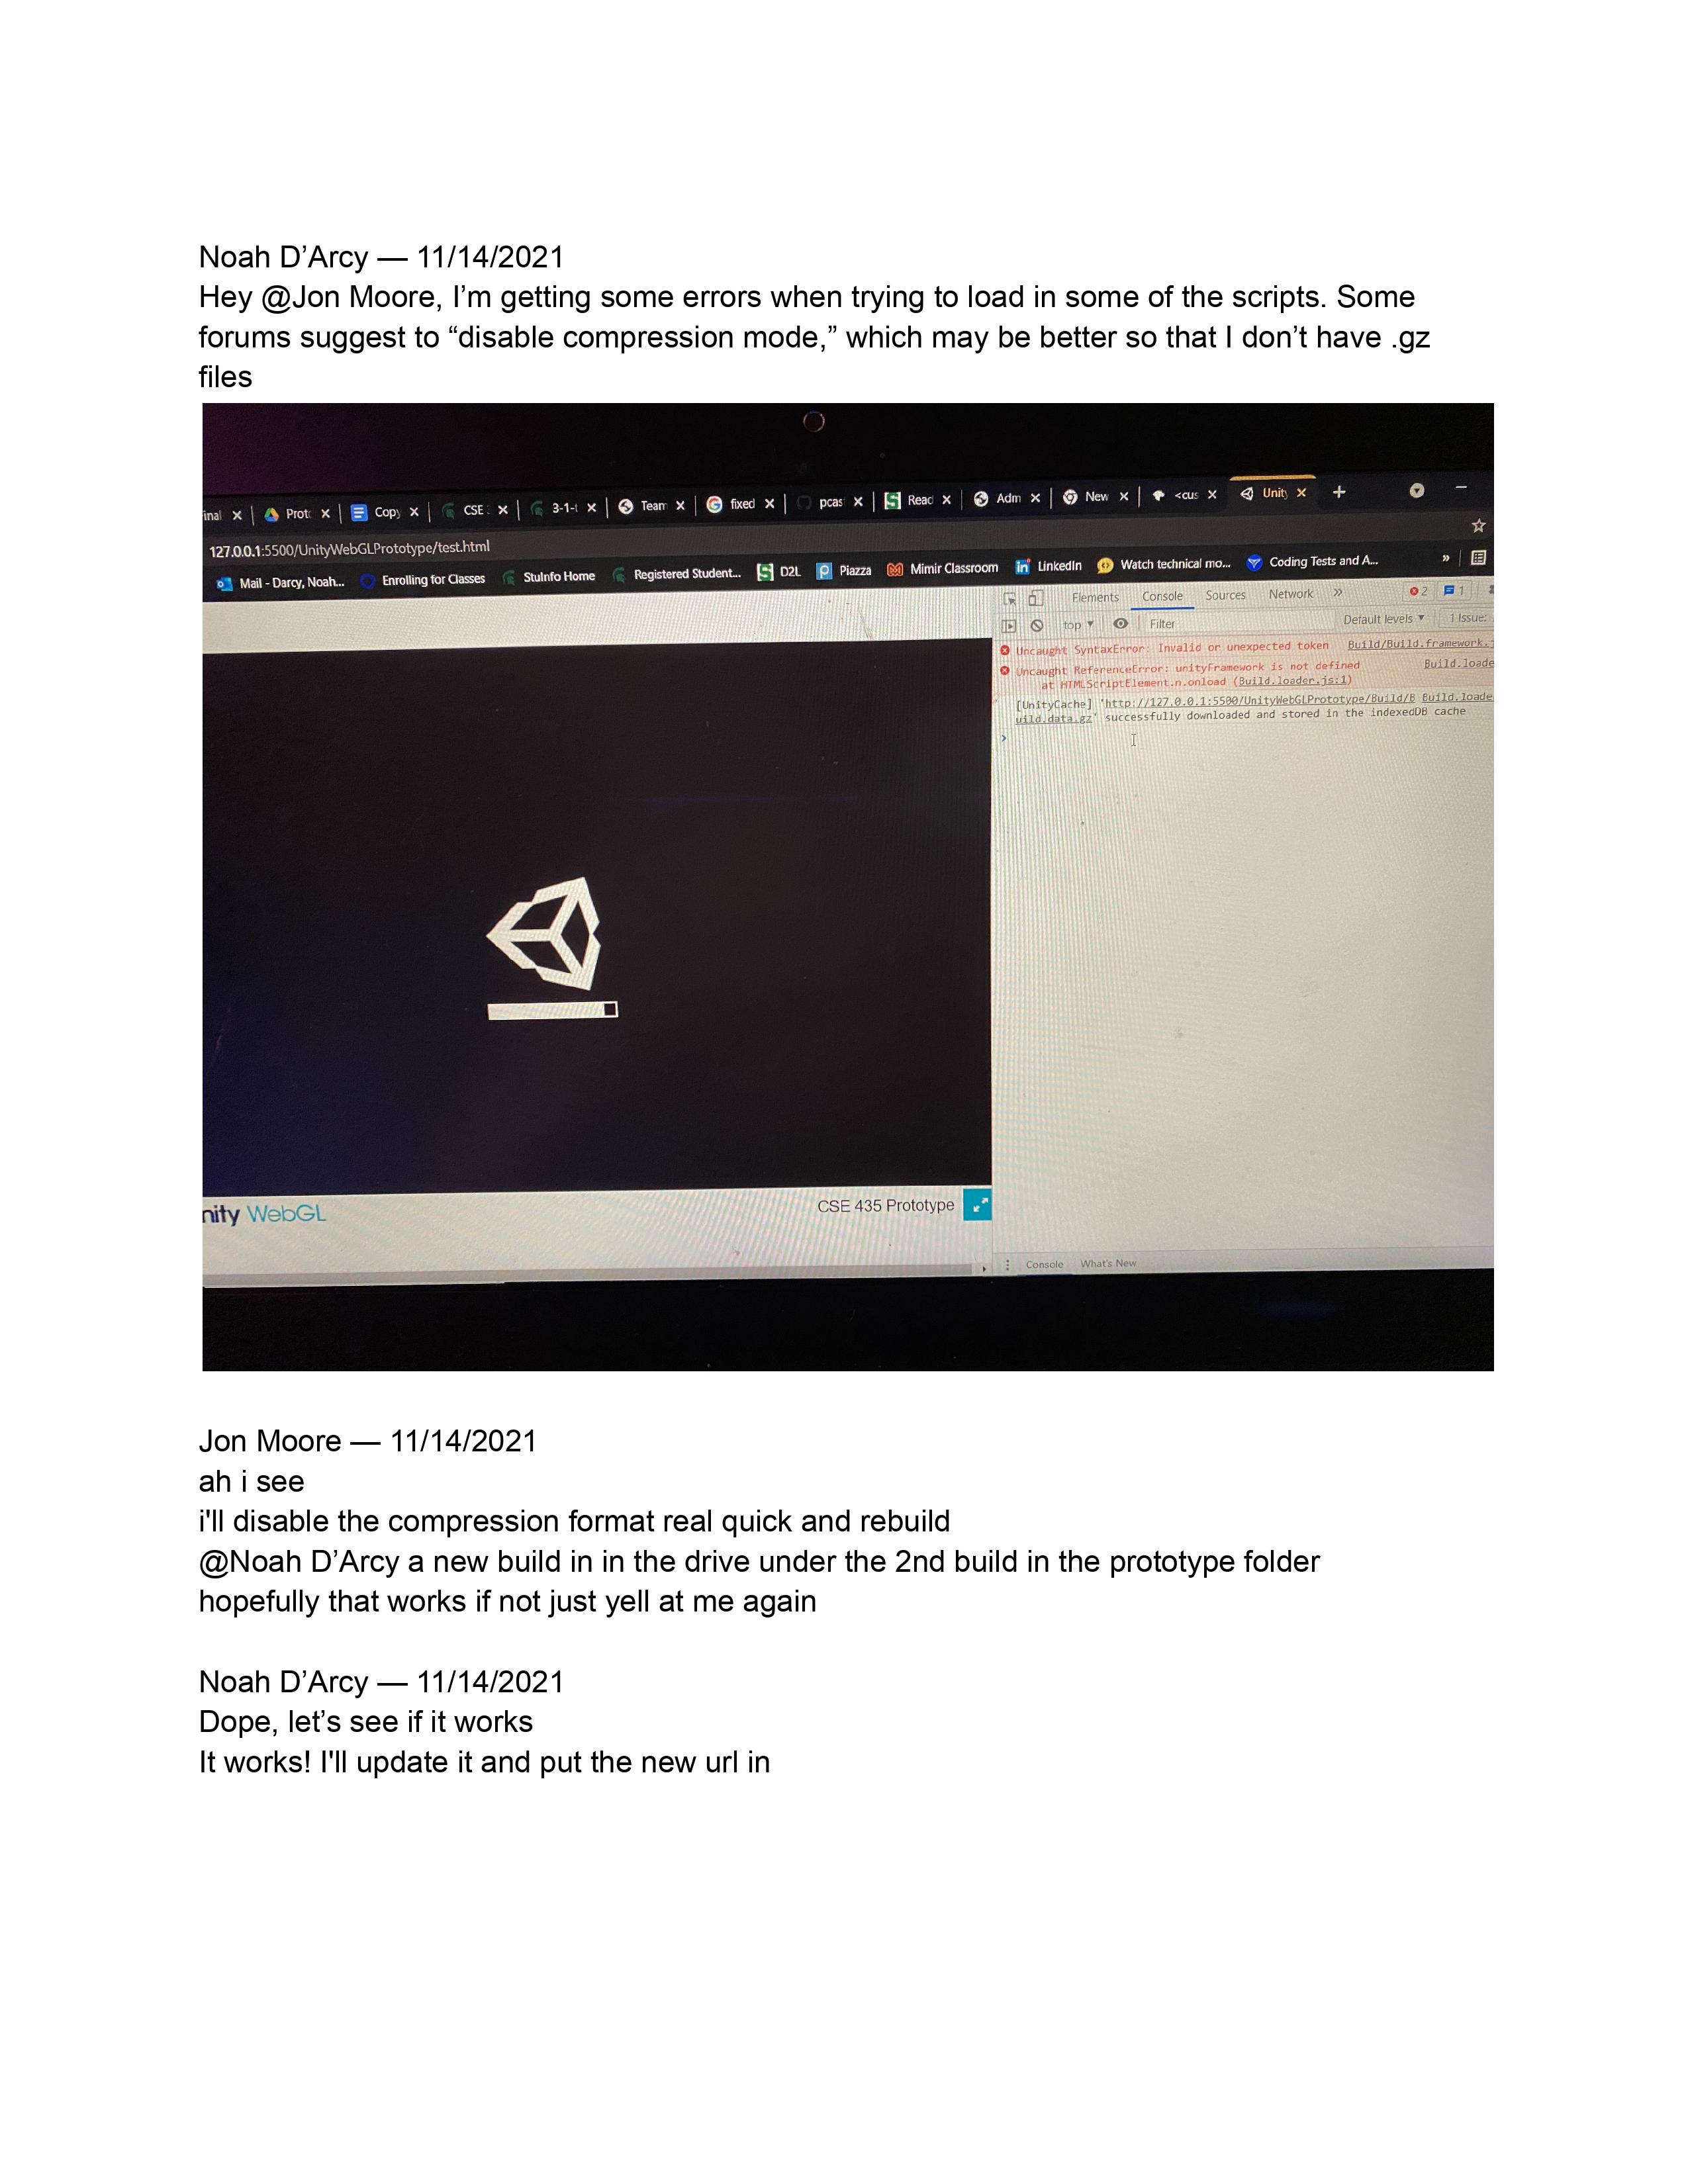 Noah D’Arcy — 11/14/2021
Hey @Jon Moore, I’m getting some errors when trying to load in some of the scripts. Some
forums suggest to “disable compression mode,” which may be better so that I don’t have .gz
files
inal Prot Copy CSE 3-1-t Team fixed pcas Read Adm New <cus Unity
127.0.0.1:5500/UnityWebGLPrototype/test.html
Mail - Darcy, Noah... Enrolling for Classes StuInfo Home Registered Student... D2L Piazza Mimir Classroom LinkedIn Watch technical mo... Coding Tests and A... »
Elements Console Sources Network » 2 1
top Filter Default levels 1 Issue:
Uncaught SyntaxError: Invalid or unexpected token Build/Build.framework.
Uncaught ReferenceError: unityFramework is not defined Build.loade
at HTMLScriptElement.n.onload (Build.loader.js:1)
[UnityCache] 'http://127.0.0.1:5500/UnityWebGLPrototype/Build/B Build.loade
uild.data.gz' successfully downloaded and stored in the indexedDB cache
nity WebGL
CSE 435 Prototype
Console What's New
Jon Moore — 11/14/2021
ah i see
i'll disable the compression format real quick and rebuild
@Noah D’Arcy a new build in in the drive under the 2nd build in the prototype folder
hopefully that works if not just yell at me again
Noah D’Arcy — 11/14/2021
Dope, let’s see if it works
It works! I'll update it and put the new url in